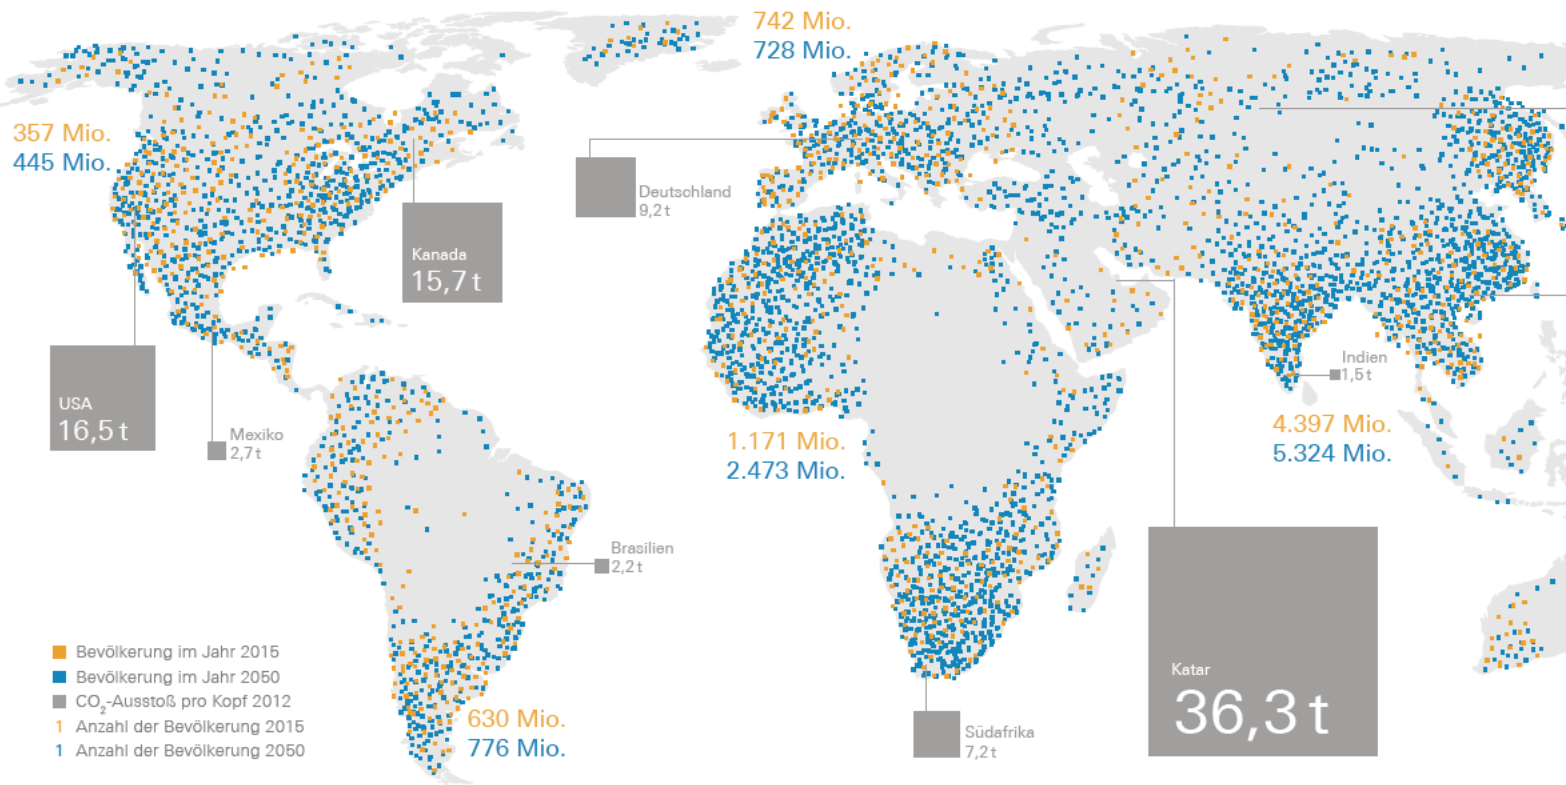 742 Mio.
728 Mio.
357 Mio.
445 Mio.
Deutschland
9,2 t
Kanada
15,7 t
USA
16,5 t
Mexiko
2,7 t
Indien
1,5 t
1.171 Mio.
2.473 Mio.
4.397 Mio.
5.324 Mio.
Brasilien
2,2 t
Katar
36,3 t
Südafrika
7,2 t
630 Mio.
776 Mio.
Bevölkerung im Jahr 2015
Bevölkerung im Jahr 2050
CO₂-Ausstoß pro Kopf 2012
1 Anzahl der Bevölkerung 2015
1 Anzahl der Bevölkerung 2050